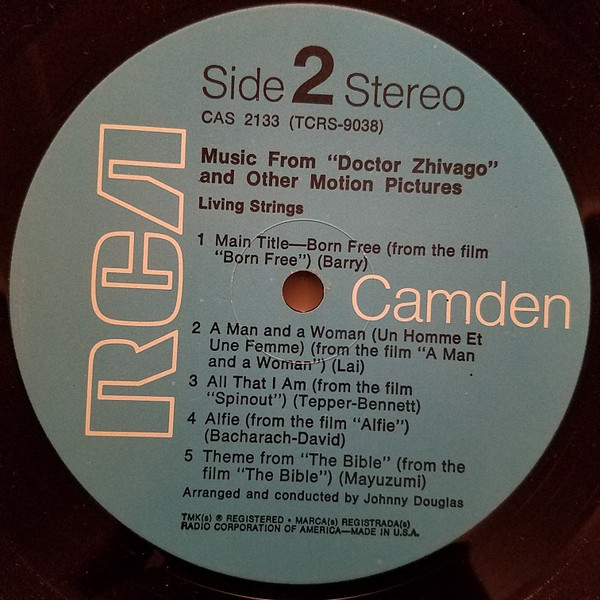 Side 2 Stereo
CAS 2133 (TCRS-9038)
Music From "Doctor Zhivago"
and Other Motion Pictures
Living Strings
1 Main Title—Born Free (from the film
"Born Free") (Barry)
RCA
Camden
2 A Man and a Woman (Un Homme Et
Une Femme) (from the film "A Man
and a Woman") (Lai)
3 All That I Am (from the film
"Spinout") (Tepper-Bennett)
4 Alfie (from the film "Alfie")
(Bacharach-David)
5 Theme from "The Bible" (from the
film "The Bible") (Mayuzumi)
Arranged and conducted by Johnny Douglas
TMK(s) ® REGISTERED • MARCA(s) REGISTRADA(s)
RADIO CORPORATION OF AMERICA—MADE IN U.S.A.